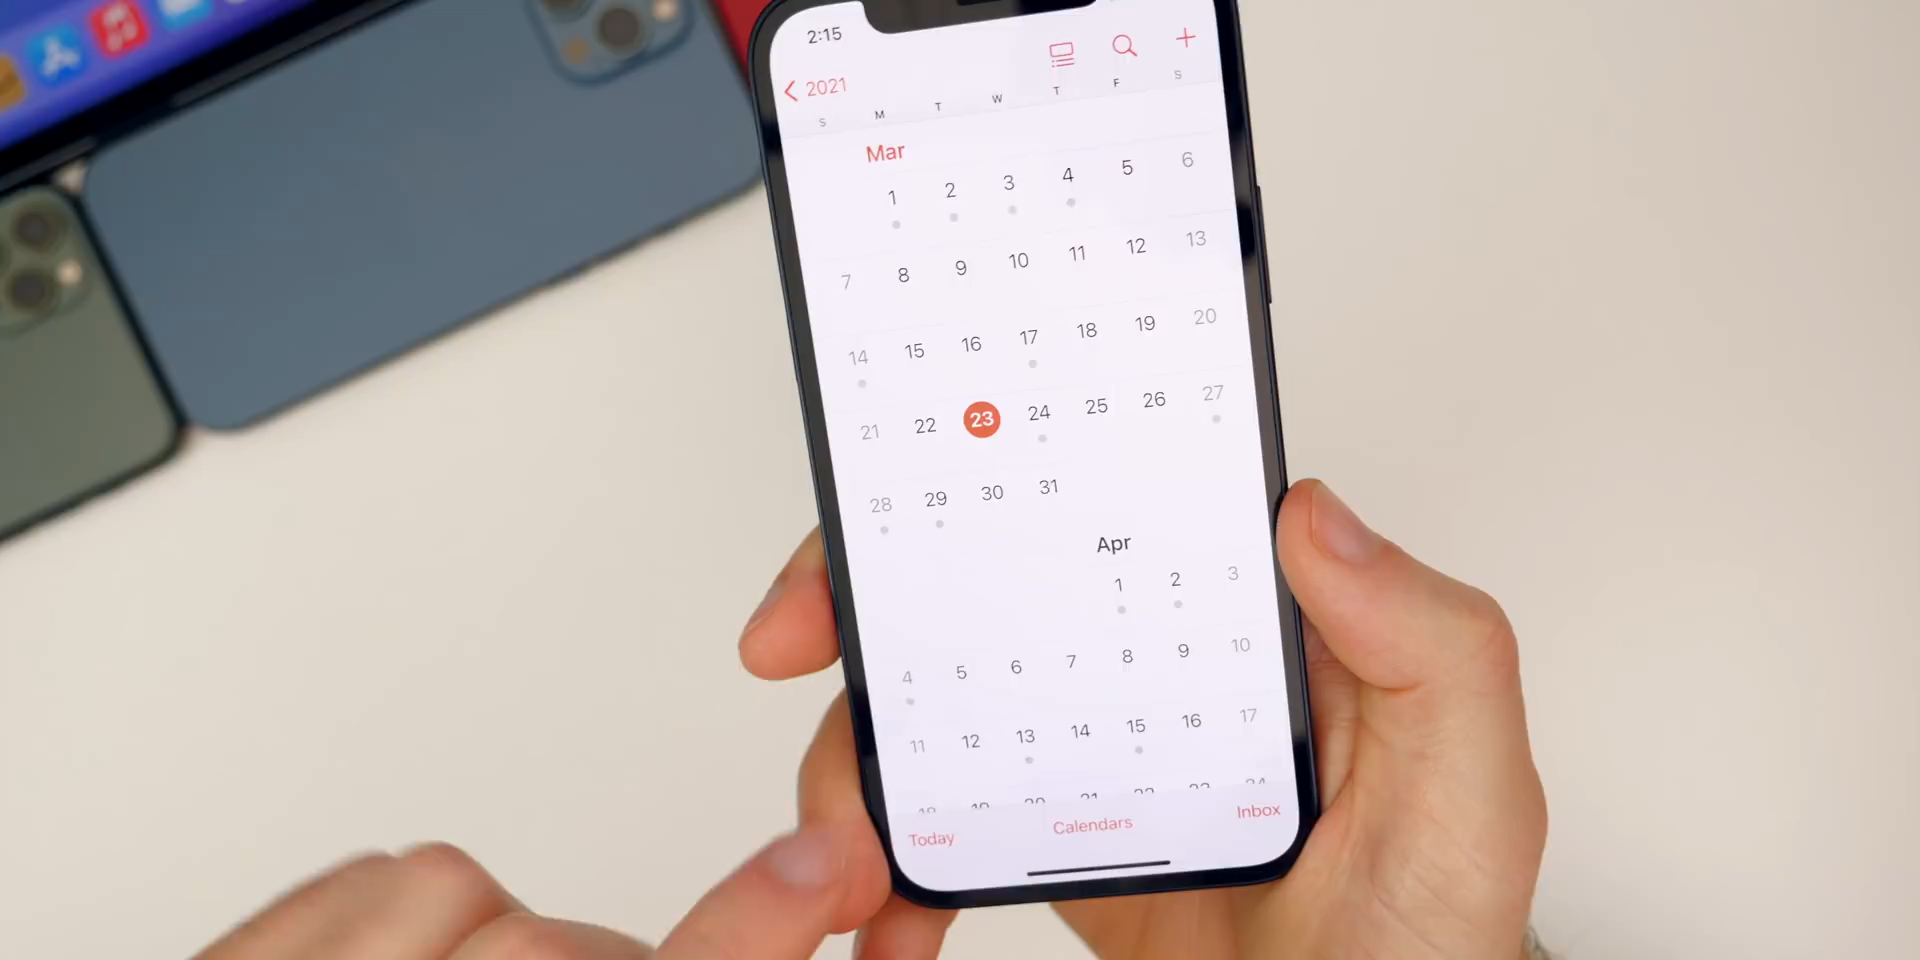 2:15
2021
S M T W T F S
Mar
1 2 3 4 5 6
7 8 9 10 11 12 13
14 15 16 17 18 19 20
21 22 23 24 25 26 27
28 29 30 31
Apr
1 2 3
4 5 6 7 8 9 10
11 12 13 14 15 16 17
Today Calendars Inbox